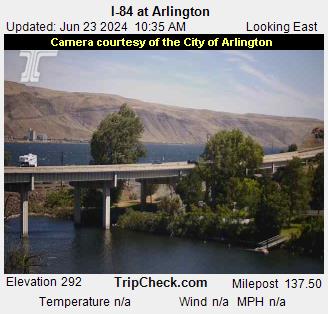 I-84 at Arlington
Updated: Jun 23 2024 10:35 AM Looking East
Camera courtesy of the City of Arlington
Elevation 292 TripCheck.com Milepost 137.50
Temperature n/a Wind n/a MPH n/a